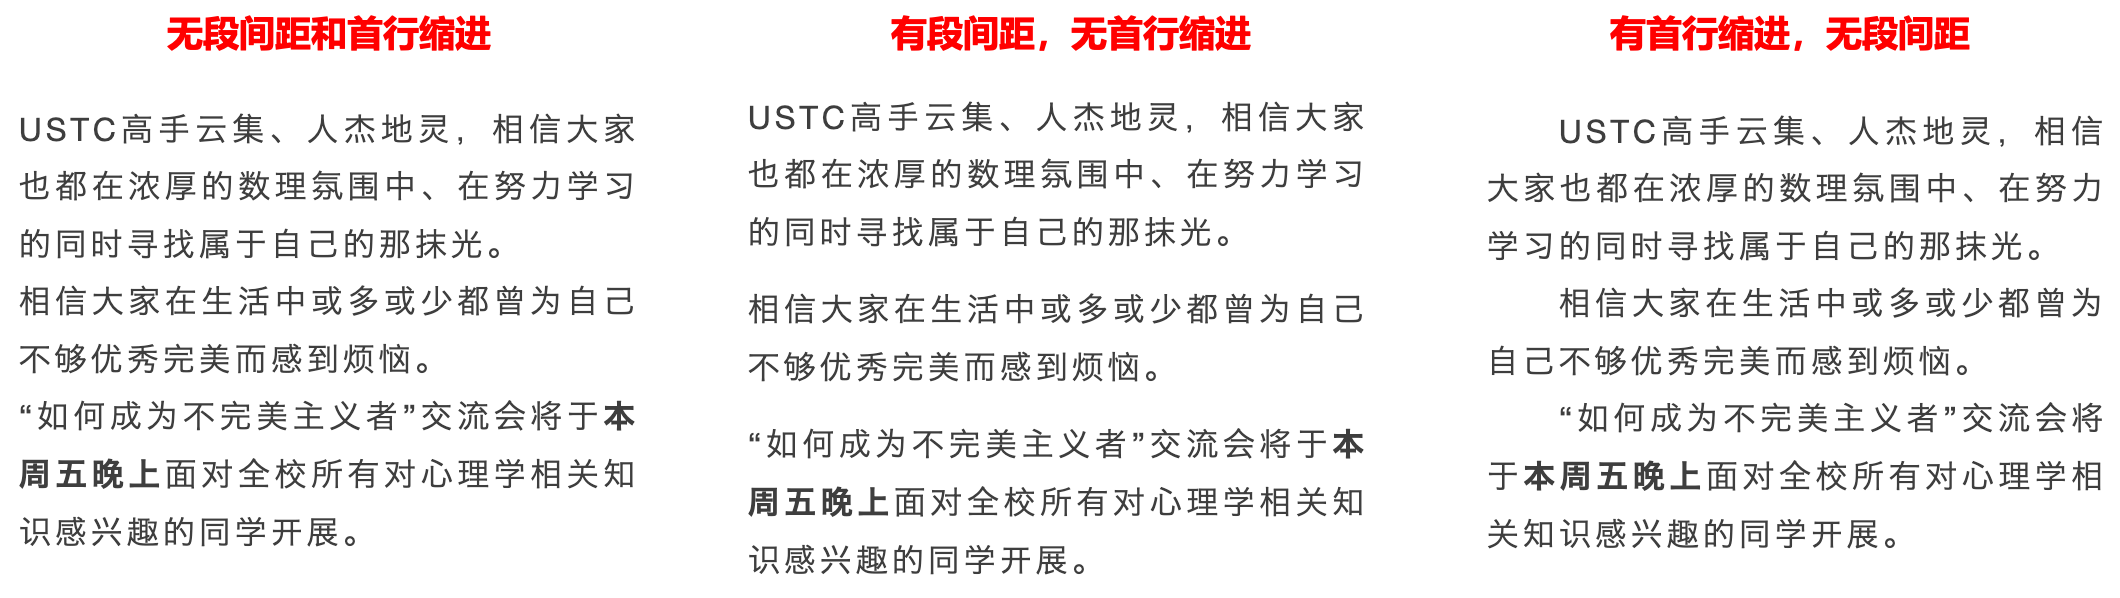 无段间距和首行缩进
USTC高手云集、人杰地灵，相信大家
也都在浓厚的数理氛围中、在努力学习
的同时寻找属于自己的那抹光。
相信大家在生活中或多或少都曾为自己
不够优秀完美而感到烦恼。
“如何成为不完美主义者”交流会将于本
周五晚上面对全校所有对心理学相关知
识感兴趣的同学开展。
有段间距，无首行缩进
USTC高手云集、人杰地灵，相信大家
也都在浓厚的数理氛围中、在努力学习
的同时寻找属于自己的那抹光。
相信大家在生活中或多或少都曾为自己
不够优秀完美而感到烦恼。
“如何成为不完美主义者”交流会将于本
周五晚上面对全校所有对心理学相关知
识感兴趣的同学开展。
有首行缩进，无段间距
USTC高手云集、人杰地灵，相信
大家也都在浓厚的数理氛围中、在努力
学习的同时寻找属于自己的那抹光。
相信大家在生活中或多或少都曾为
自己不够优秀完美而感到烦恼。
“如何成为不完美主义者”交流会将
于本周五晚上面对全校所有对心理学相
关知识感兴趣的同学开展。